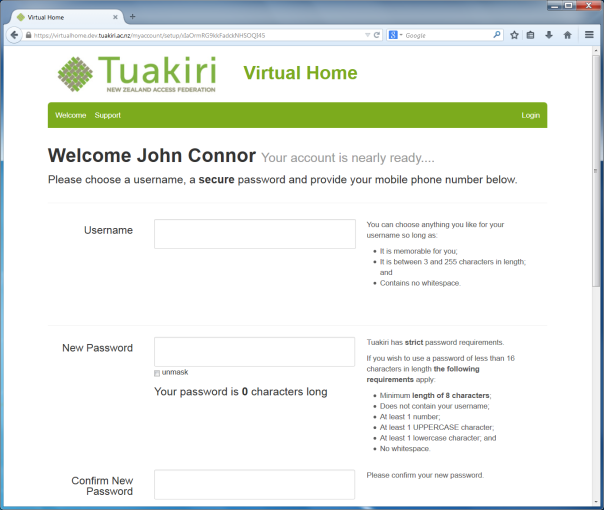 Virtual Home
https://virtualhome.dev.tuakiri.ac.nz/myaccount/setup/
Google
Tuakiri
NEW ZEALAND ACCESS FEDERATION
Virtual Home
Welcome Support Login
Welcome John Connor Your account is nearly ready....
Please choose a username, a secure password and provide your mobile phone number below.
Username
You can choose anything you like for your
username so long as:
It is memorable for you;
It is between 3 and 255 characters in length;
and
Contains no whitespace.
New Password
unmask
Your password is 0 characters long
Tuakiri has strict password requirements.
If you wish to use a password of less than 16
characters in length the following
requirements apply:
Minimum length of 8 characters;
Does not contain your username;
At least 1 number;
At least 1 UPPERCASE character;
At least 1 lowercase character; and
No whitespace.
Confirm New
Password
Please confirm your new password.